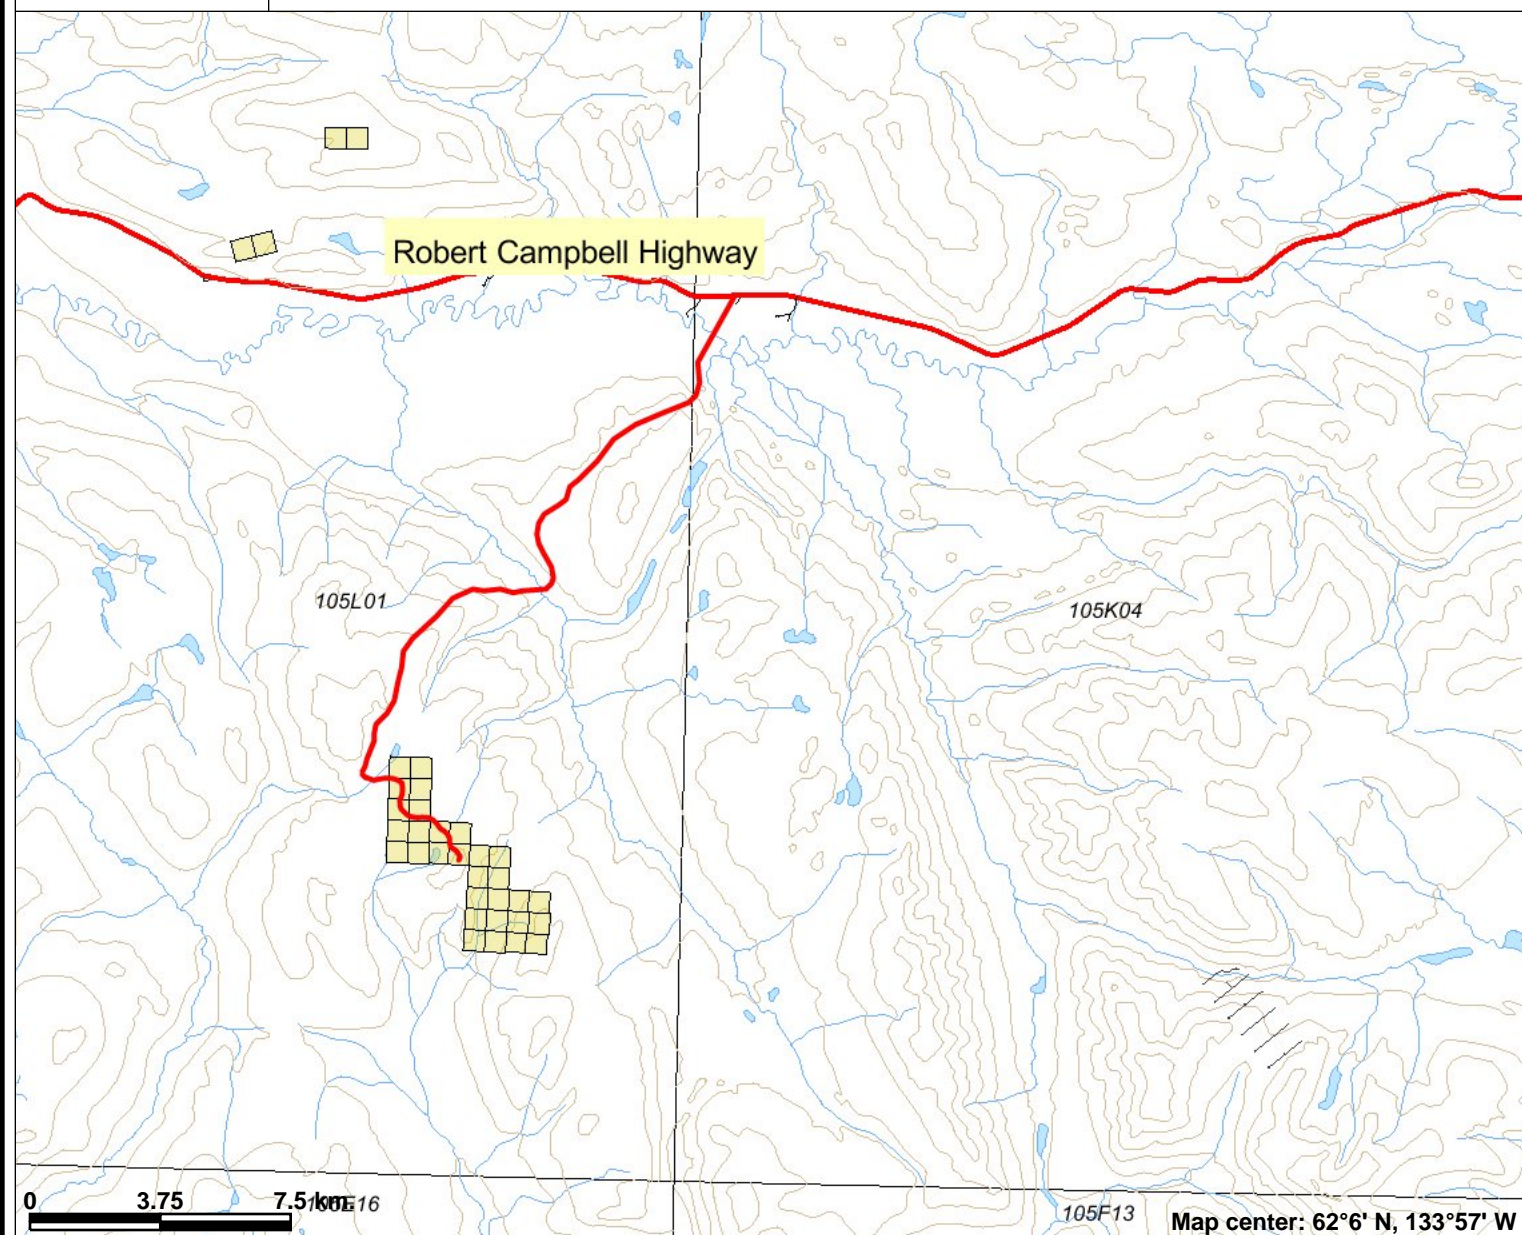 Robert Campbell Highway
105L01
105K04
0 3.75 7.5 km
105E16
105F13
Map center: 62°6' N, 133°57' W